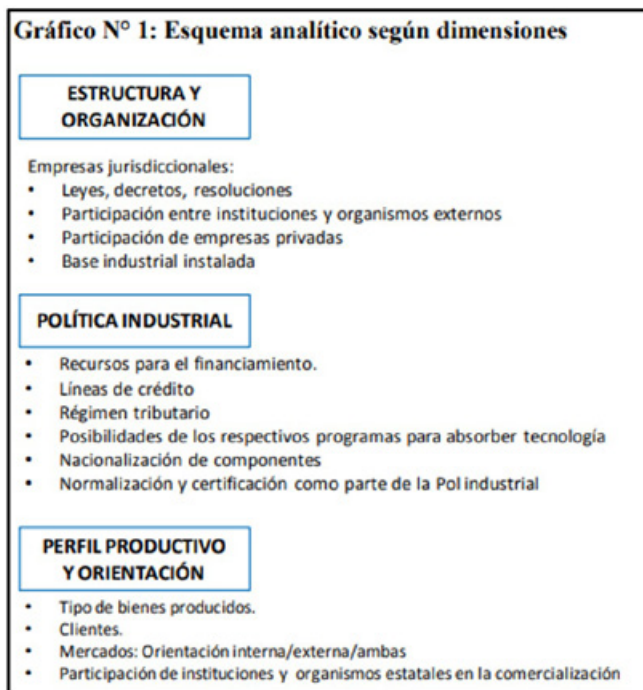 Gráfico N° 1: Esquema analítico según dimensiones
ESTRUCTURA Y
ORGANIZACIÓN
Empresas jurisdiccionales:
• Leyes, decretos, resoluciones
• Participación entre instituciones y organismos externos
• Participación de empresas privadas
• Base industrial instalada
POLÍTICA INDUSTRIAL
• Recursos para el financiamiento.
• Líneas de crédito
• Régimen tributario
• Posibilidades de los respectivos programas para absorber tecnología
• Nacionalización de componentes
• Normalización y certificación como parte de la Pol industrial
PERFIL PRODUCTIVO
Y ORIENTACIÓN
• Tipo de bienes producidos.
• Clientes.
• Mercados: Orientación interna/externa/ambas
• Participación de instituciones y organismos estatales en la comercialización